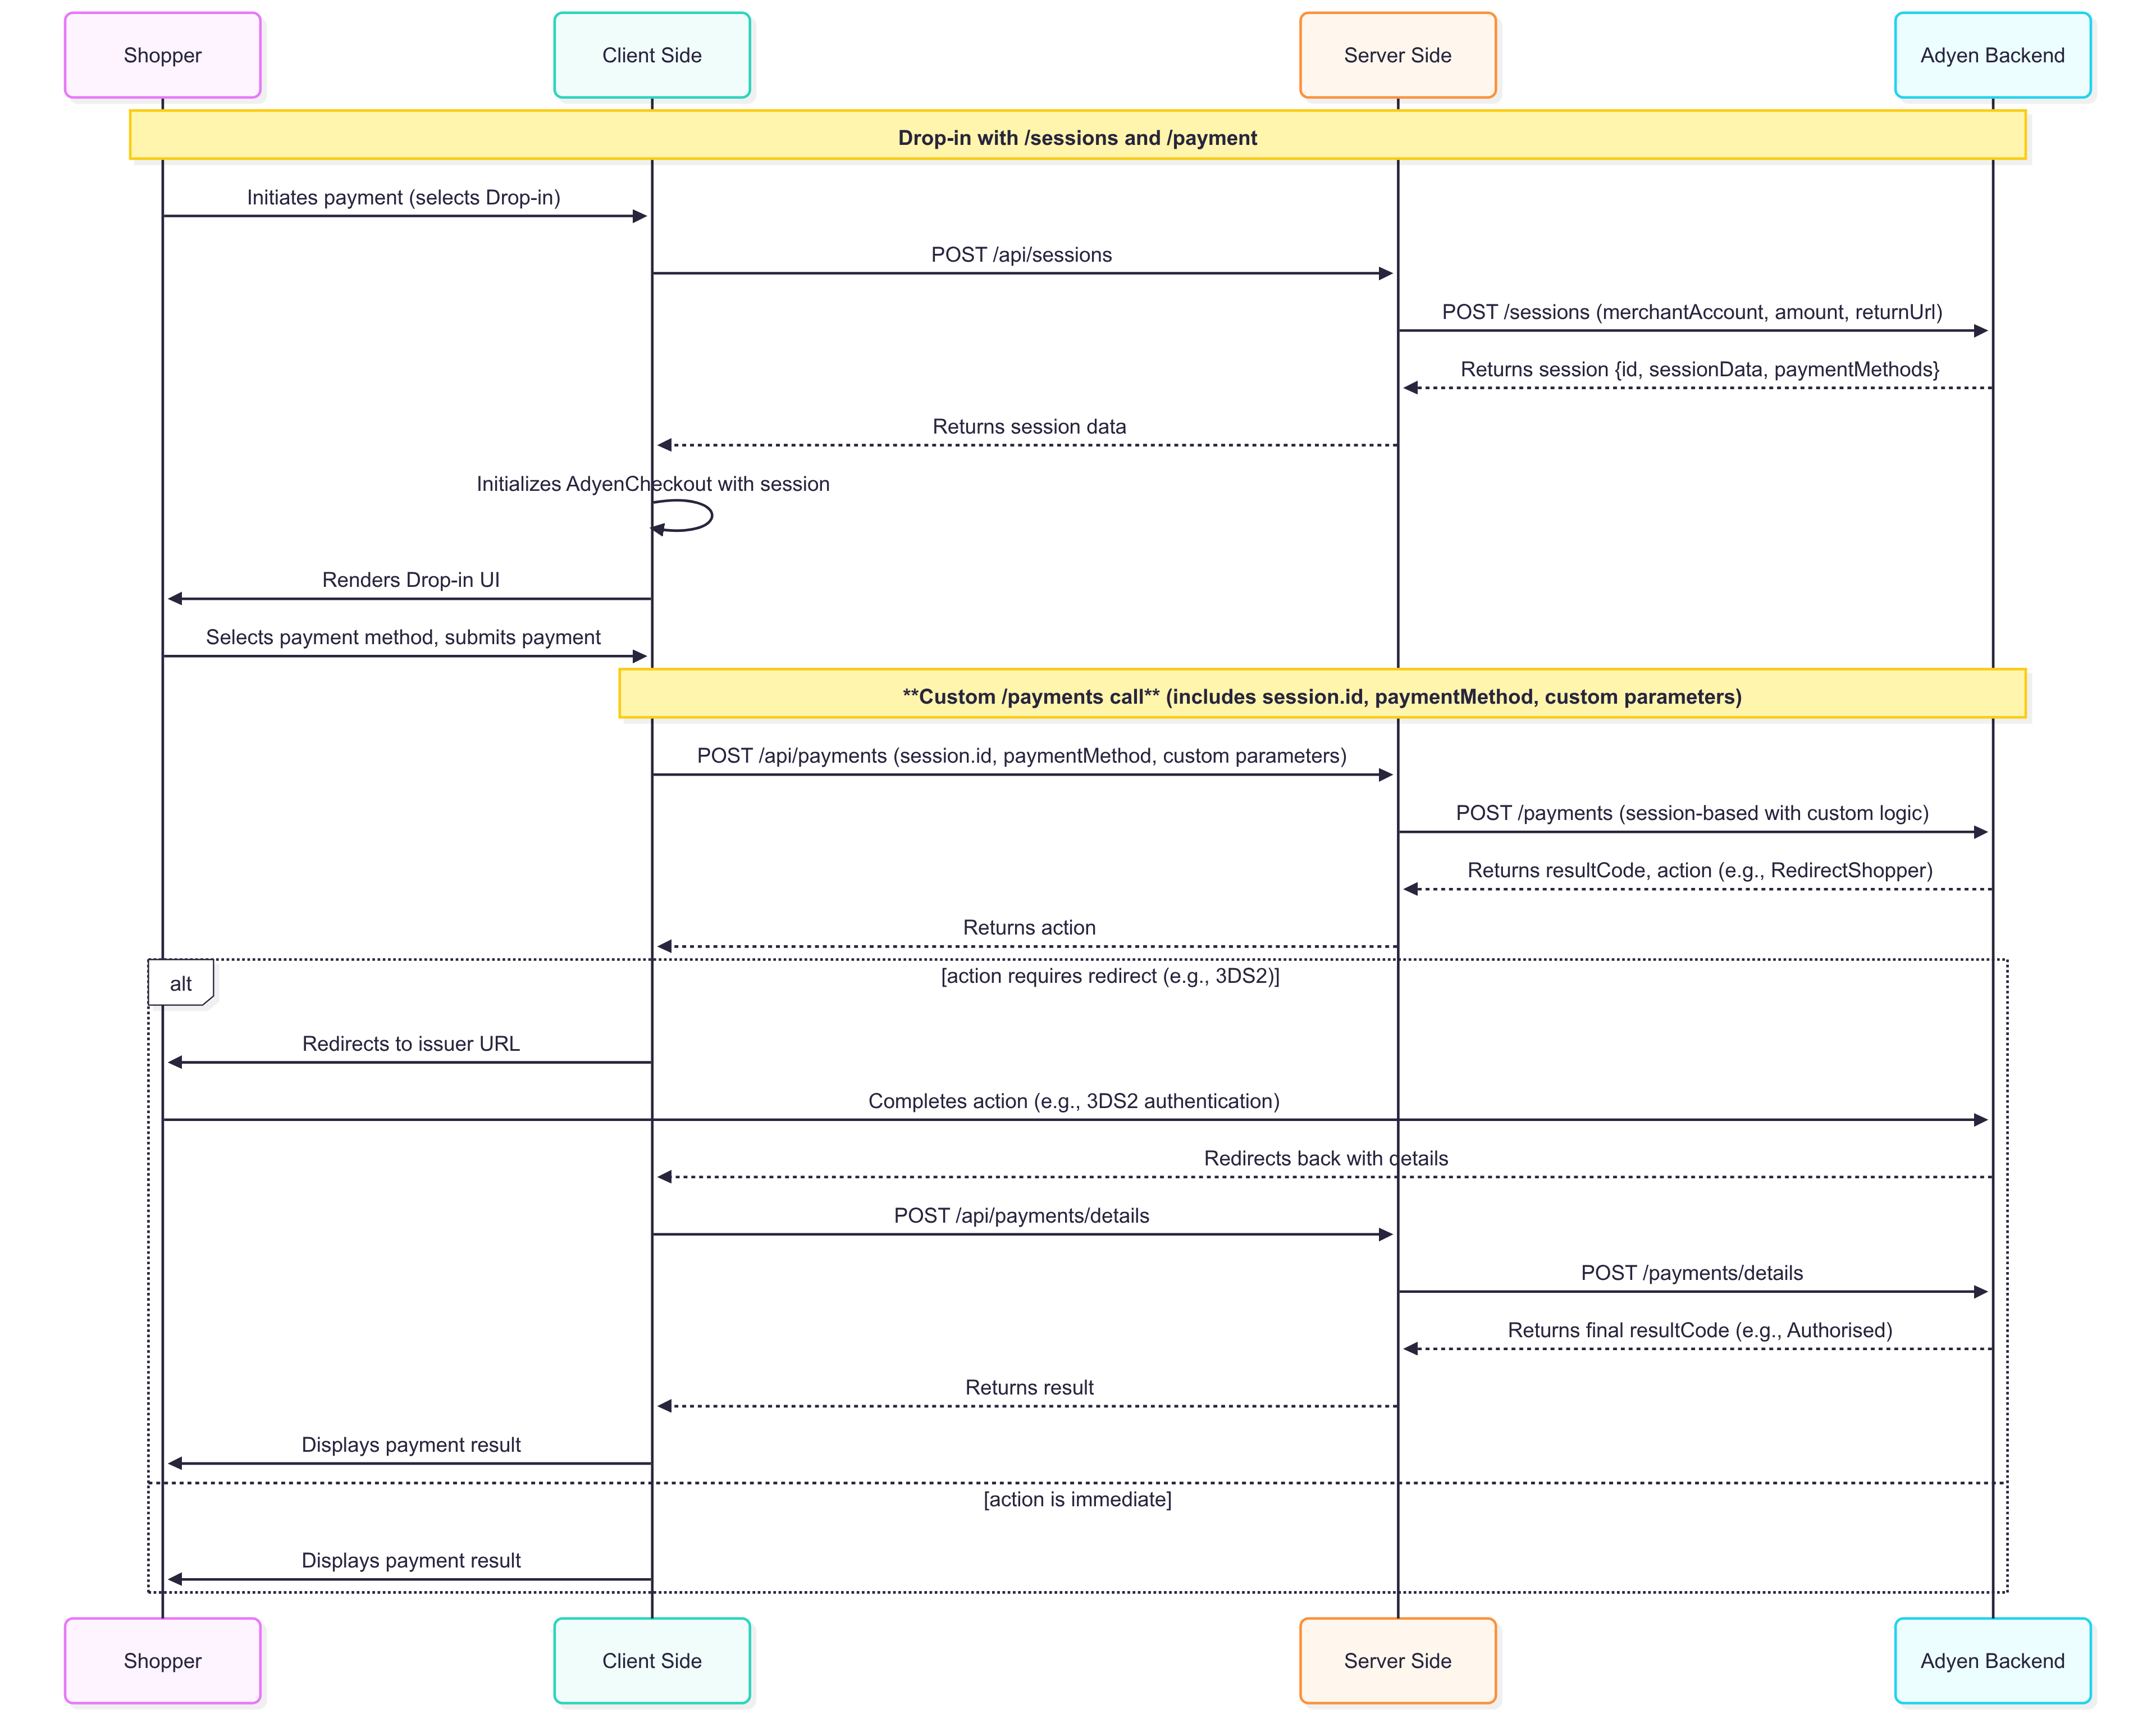 Shopper
Client Side
Server Side
Adyen Backend
Drop-in with /sessions and /payment
Initiates payment (selects Drop-in)
POST /api/sessions
POST /sessions (merchantAccount, amount, returnUrl)
Returns session {id, sessionData, paymentMethods}
Returns session data
Initializes AdyenCheckout with session
Renders Drop-in UI
Selects payment method, submits payment
**Custom /payments call** (includes session.id, paymentMethod, custom parameters)
POST /api/payments (session.id, paymentMethod, custom parameters)
POST /payments (session-based with custom logic)
Returns resultCode, action (e.g., RedirectShopper)
Returns action
alt
[action requires redirect (e.g., 3DS2)]
Redirects to issuer URL
Completes action (e.g., 3DS2 authentication)
Redirects back with details
POST /api/payments/details
POST /payments/details
Returns final resultCode (e.g., Authorised)
Returns result
Displays payment result
[action is immediate]
Displays payment result
Shopper
Client Side
Server Side
Adyen Backend